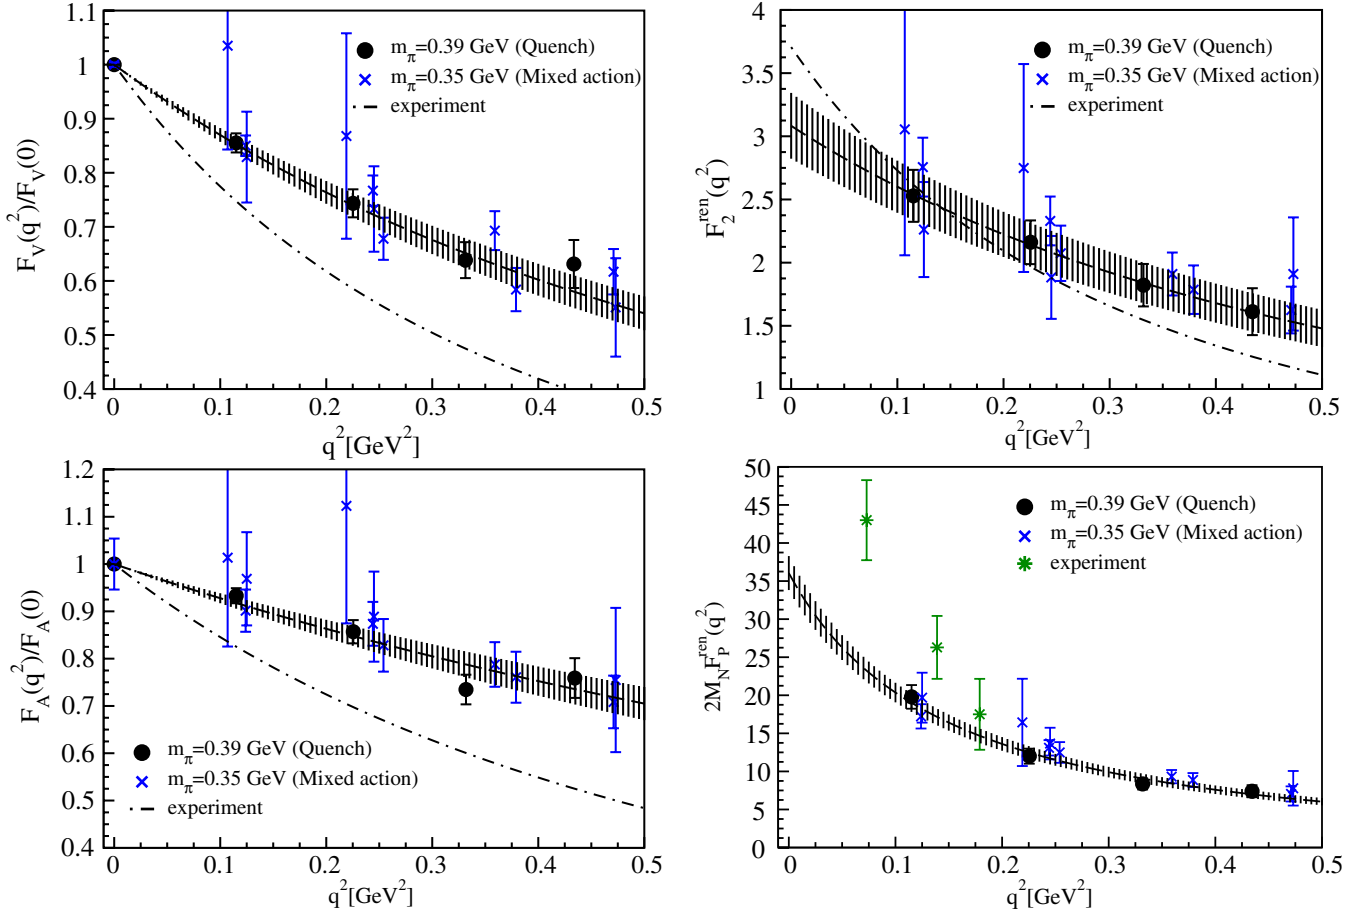 1.1
1
0.9
0.8
0.7
0.6
0.5
0.4
F_V(q^2)/F_V(0)
m_π=0.39 GeV (Quench)
m_π=0.35 GeV (Mixed action)
experiment
0 0.1 0.2 0.3 0.4 0.5
q^2[GeV^2]
4
3.5
3
2.5
2
1.5
1
F_2^ren(q^2)
m_π=0.39 GeV (Quench)
m_π=0.35 GeV (Mixed action)
experiment
0 0.1 0.2 0.3 0.4 0.5
q^2[GeV^2]
1.2
1.1
1
0.9
0.8
0.7
0.6
0.5
0.4
F_A(q^2)/F_A(0)
m_π=0.39 GeV (Quench)
m_π=0.35 GeV (Mixed action)
experiment
0 0.1 0.2 0.3 0.4 0.5
q^2[GeV^2]
50
45
40
35
30
25
20
15
10
5
0
2M_N F_P^ren(q^2)
m_π=0.39 GeV (Quench)
m_π=0.35 GeV (Mixed action)
experiment
0 0.1 0.2 0.3 0.4 0.5
q^2[GeV^2]